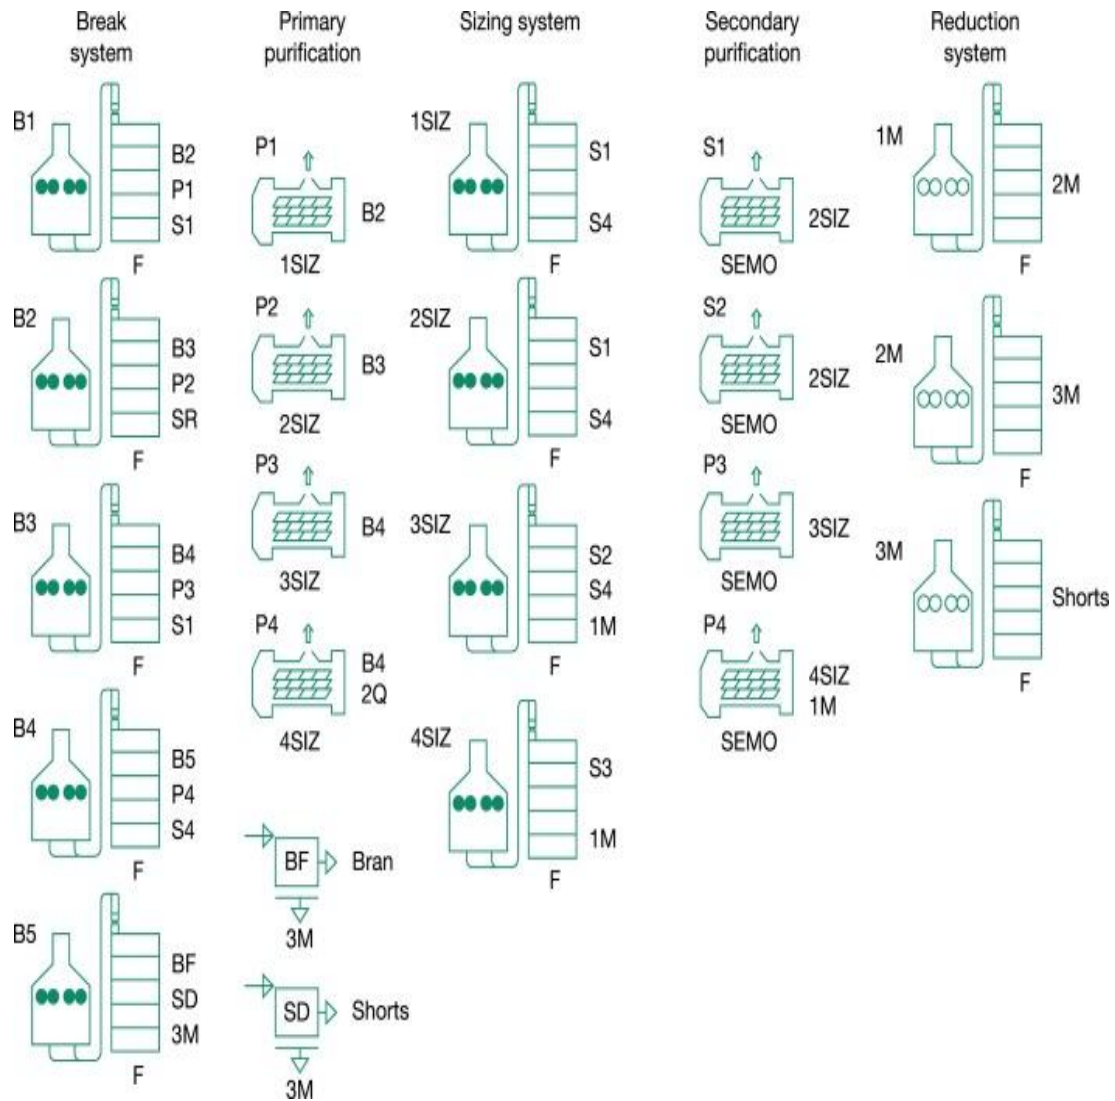 Break
system
Primary
purification
Sizing system
Secondary
purification
Reduction
system
B1
B2
P1
S1
F
B2
B3
P2
SR
F
B3
B4
P3
S1
F
B4
B5
P4
S4
F
B5
BF
SD
3M
F
P1
B2
1SIZ
P2
B3
2SIZ
P3
B4
3SIZ
P4
B4
2Q
4SIZ
BF
Bran
3M
SD
Shorts
3M
1SIZ
S1
S4
F
2SIZ
S1
S4
F
3SIZ
S2
S4
1M
F
4SIZ
S3
1M
F
S1
2SIZ
SEMO
S2
2SIZ
SEMO
P3
3SIZ
SEMO
P4
4SIZ
1M
SEMO
1M
2M
F
2M
3M
F
3M
Shorts
F